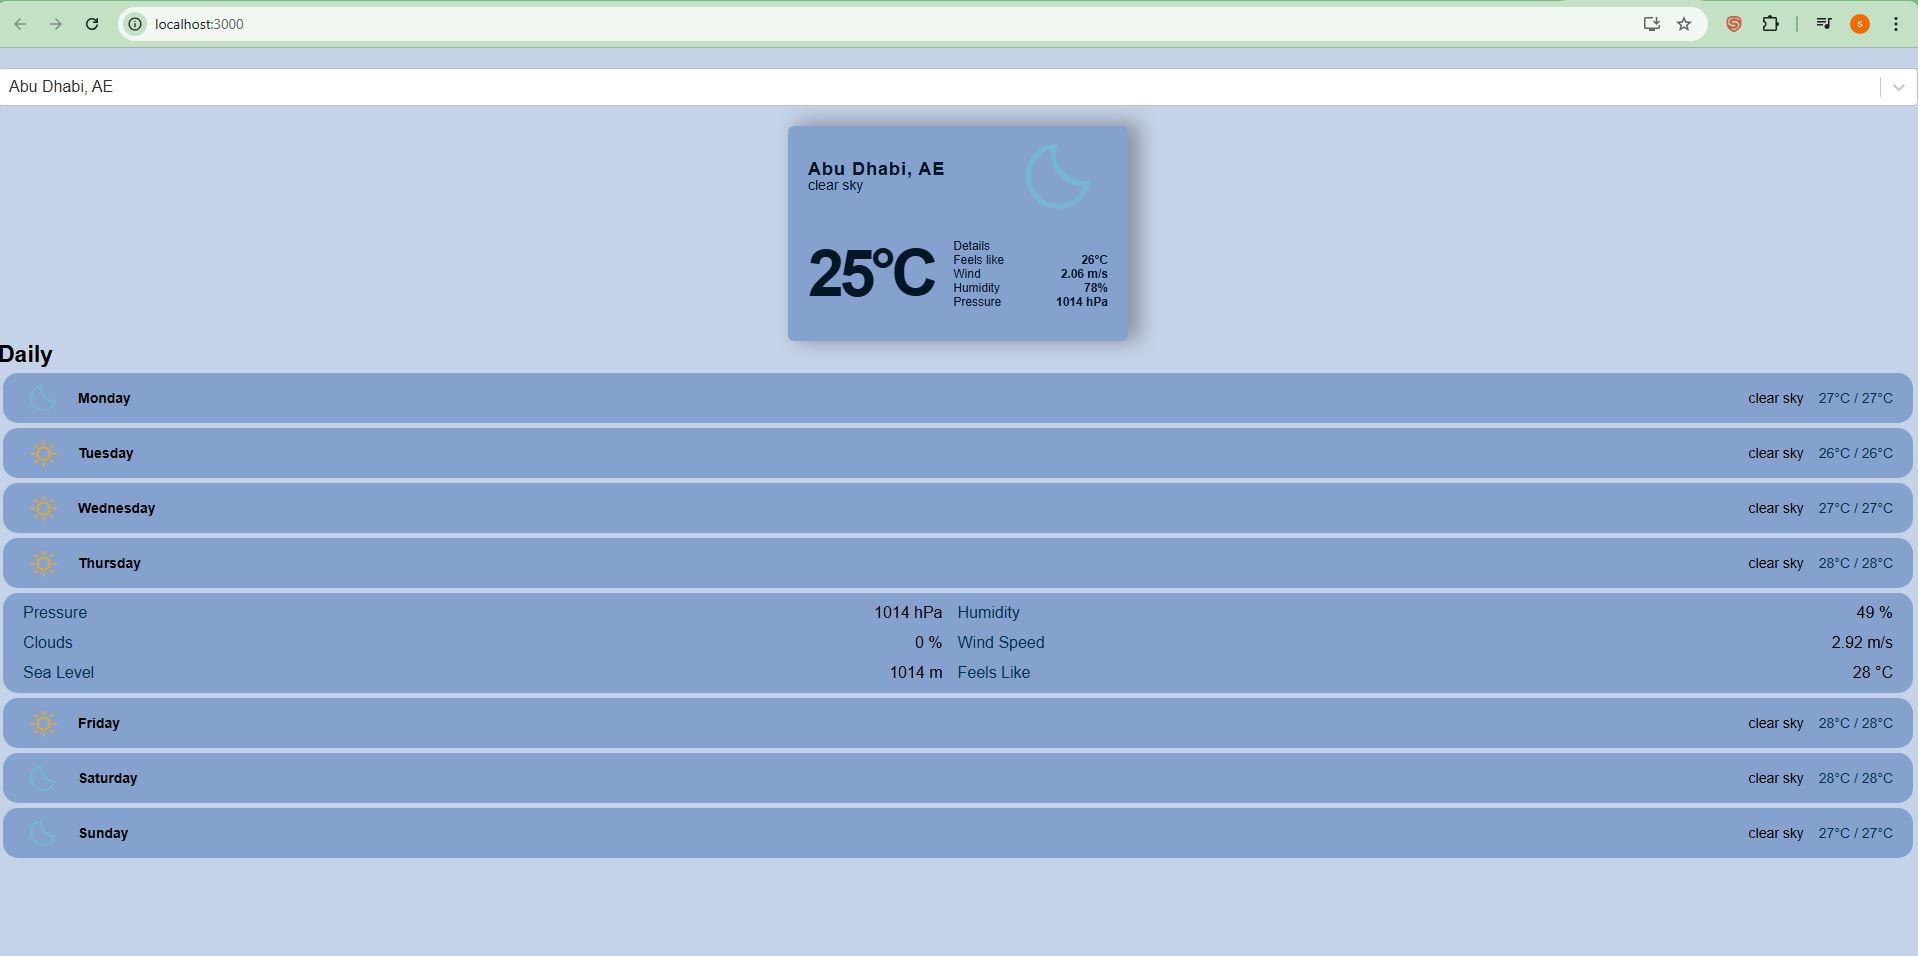 localhost:3000
S
Abu Dhabi, AE
Abu Dhabi, AE
clear sky
25°C
Details
Feels like 26°C
Wind 2.06 m/s
Humidity 78%
Pressure 1014 hPa
Daily
Monday clear sky 27°C / 27°C
Tuesday clear sky 26°C / 26°C
Wednesday clear sky 27°C / 27°C
Thursday clear sky 28°C / 28°C
Pressure 1014 hPa Humidity 49 %
Clouds 0 % Wind Speed 2.92 m/s
Sea Level 1014 m Feels Like 28 °C
Friday clear sky 28°C / 28°C
Saturday clear sky 28°C / 28°C
Sunday clear sky 27°C / 27°C